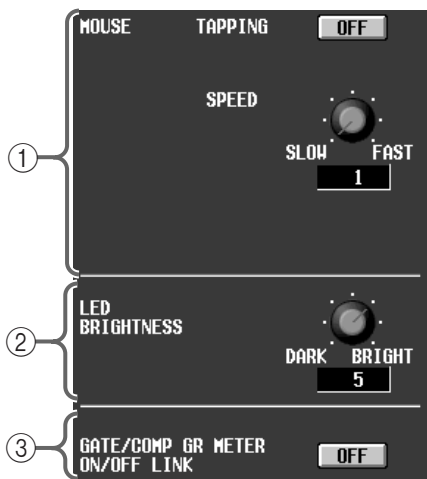 ① MOUSE TAPPING OFF
SPEED
SLOW FAST
1
② LED
BRIGHTNESS
DARK BRIGHT
5
③ GATE/COMP GR METER
ON/OFF LINK OFF